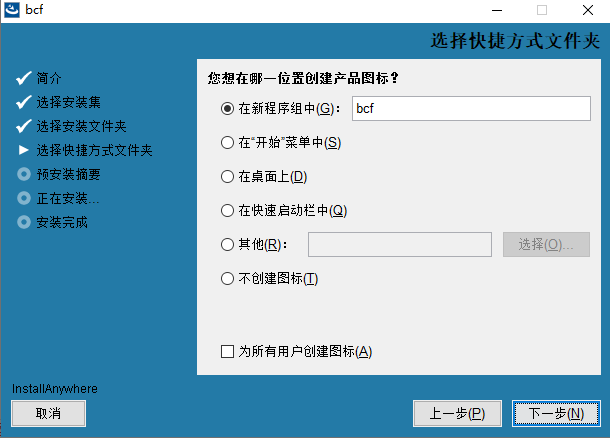 bcf
选择快捷方式文件夹
简介
选择安装集
选择安装文件夹
选择快捷方式文件夹
预安装摘要
正在安装...
安装完成
您想在哪一位置创建产品图标？
在新程序组中(G)： bcf
在“开始”菜单中(S)
在桌面上(D)
在快速启动栏中(Q)
其他(R)： 选择(O)...
不创建图标(T)
为所有用户创建图标(A)
InstallAnywhere
取消 上一步(P) 下一步(N)